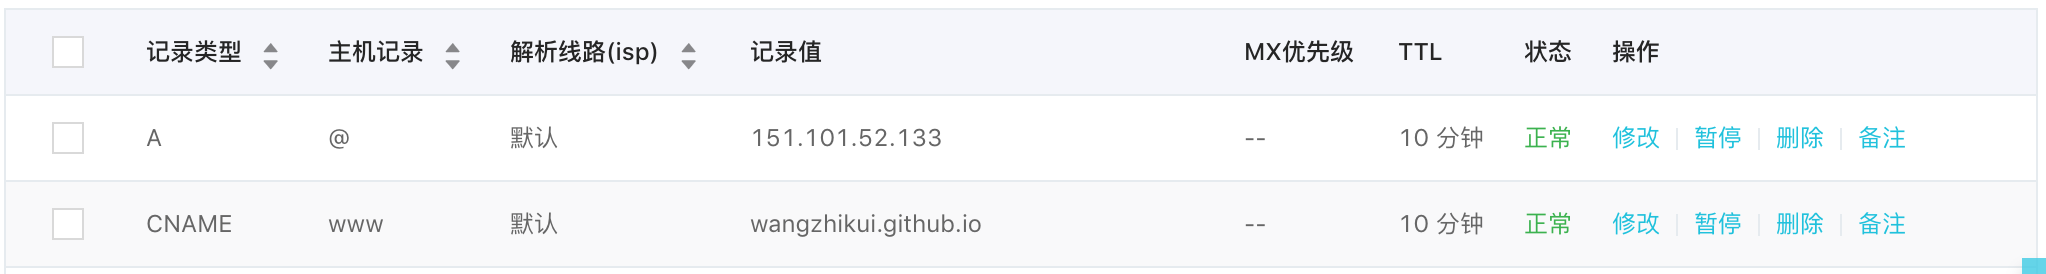 记录类型 主机记录 解析线路(isp) 记录值 MX优先级 TTL 状态 操作
A @ 默认 151.101.52.133 -- 10 分钟 正常 修改 暂停 删除 备注
CNAME www 默认 wangzhikui.github.io -- 10 分钟 正常 修改 暂停 删除 备注